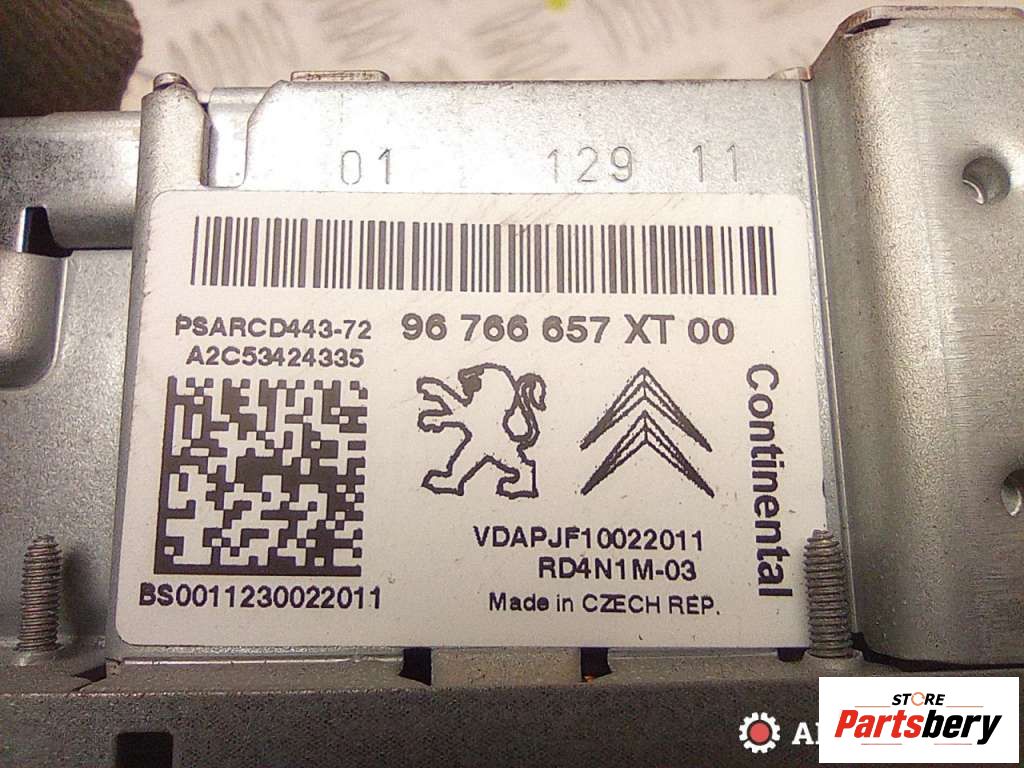 01 129 11
PSARCD443-72 96 766 657 XT 00
A2C53424335
Continental
VDAPJF10022011
RD4N1M-03
BS0011230022011 Made in CZECH REP.
STORE
Partsbery